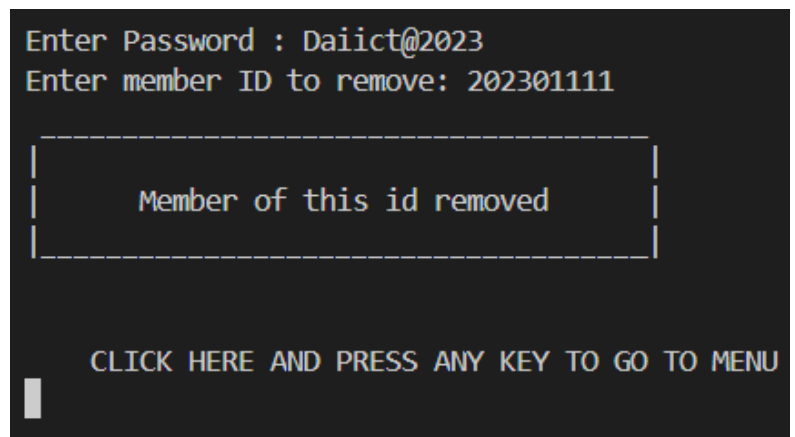 Enter Password : Daiict@2023
Enter member ID to remove: 202301111
Member of this id removed
CLICK HERE AND PRESS ANY KEY TO GO TO MENU